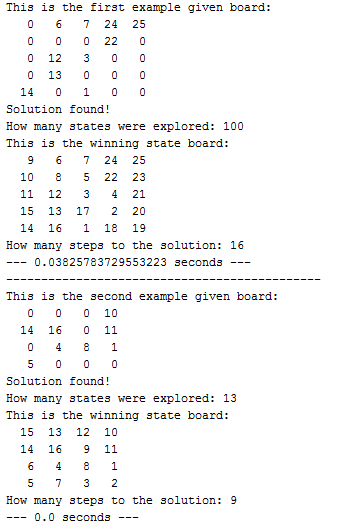 This is the first example given board:
0 6 7 24 25
0 0 0 22 0
0 12 3 0 0
0 13 0 0 0
14 0 1 0 0
Solution found!
How many states were explored: 100
This is the winning state board:
9 6 7 24 25
10 8 5 22 23
11 12 3 4 21
15 13 17 2 20
14 16 1 18 19
How many steps to the solution: 16
--- 0.03825783729553223 seconds ---
---------------------------------------------
This is the second example given board:
0 0 0 10
14 16 0 11
0 4 8 1
5 0 0 0
Solution found!
How many states were explored: 13
This is the winning state board:
15 13 12 10
14 16 9 11
6 4 8 1
5 7 3 2
How many steps to the solution: 9
--- 0.0 seconds ---